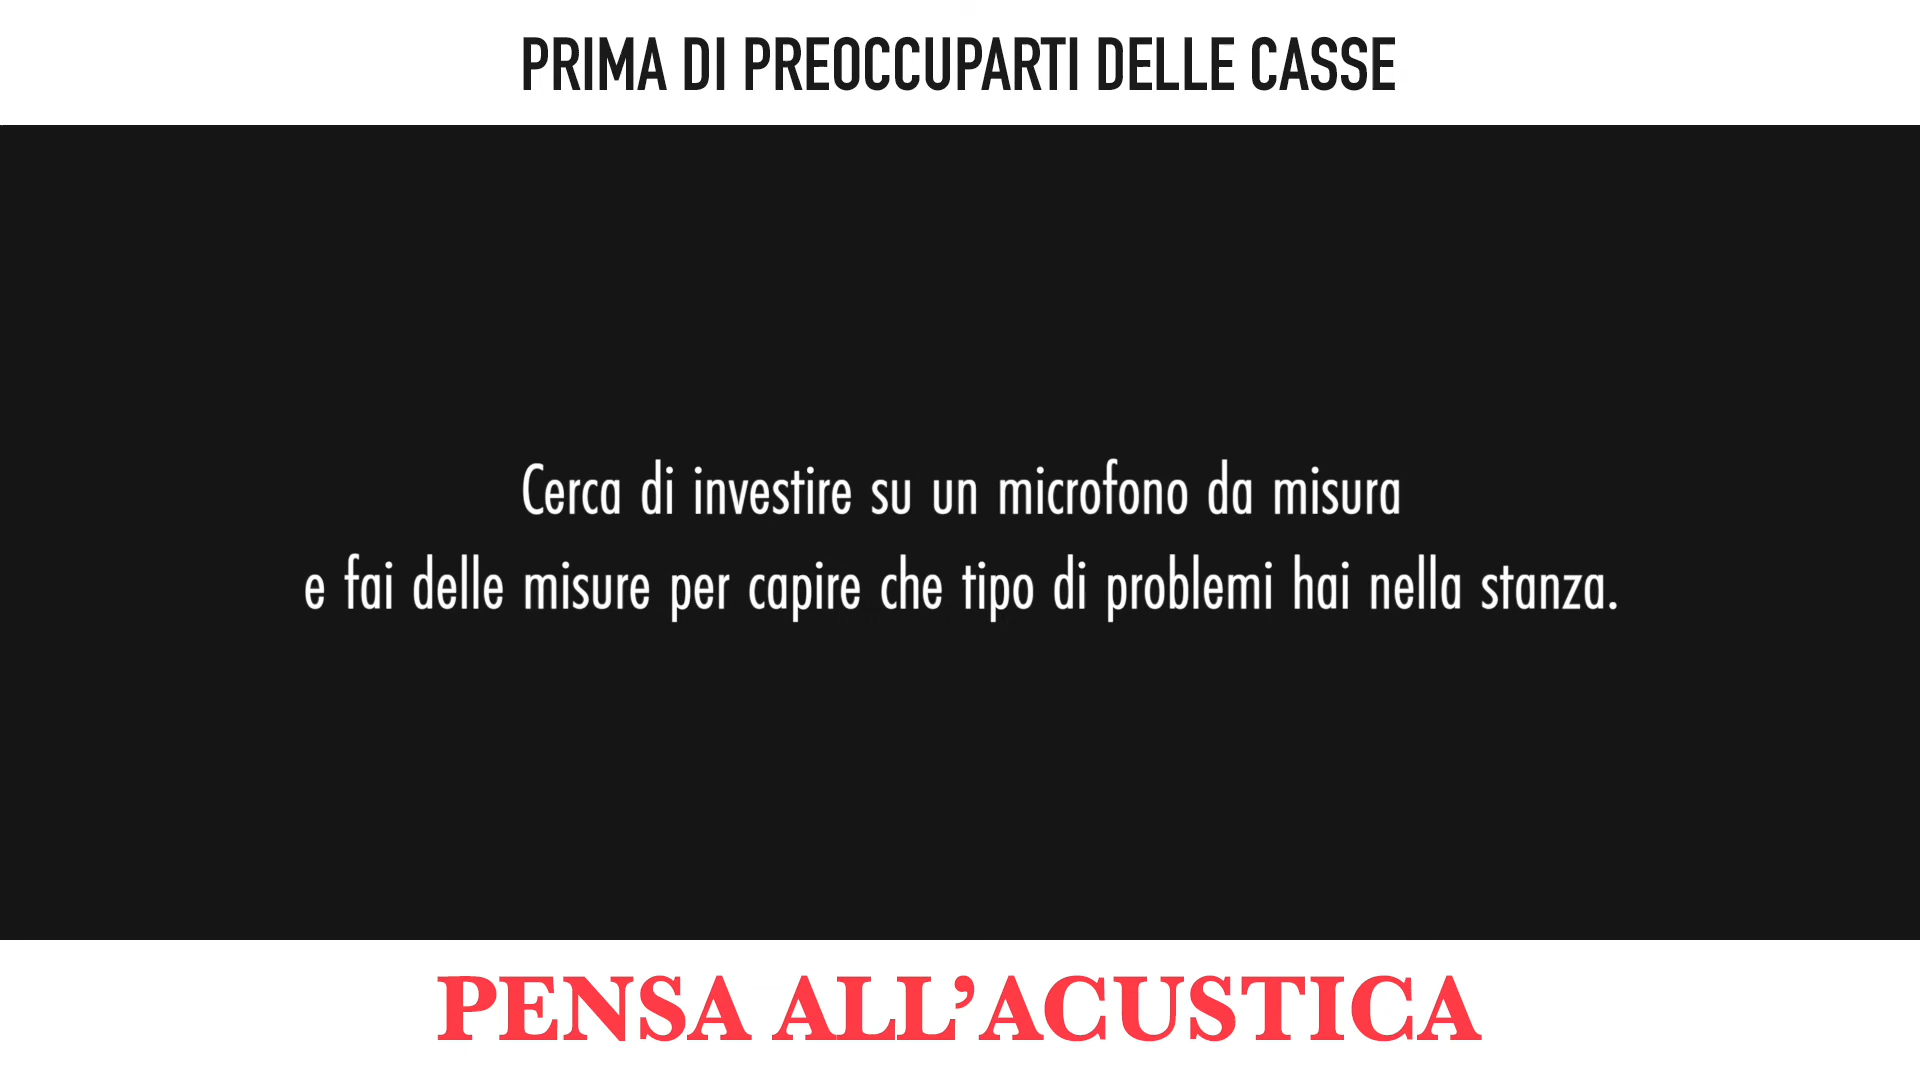 PRIMA DI PREOCCUPARTI DELLE CASSE
Cerca di investire su un microfono da misura
e fai delle misure per capire che tipo di problemi hai nella stanza.
PENSA ALL’ACUSTICA